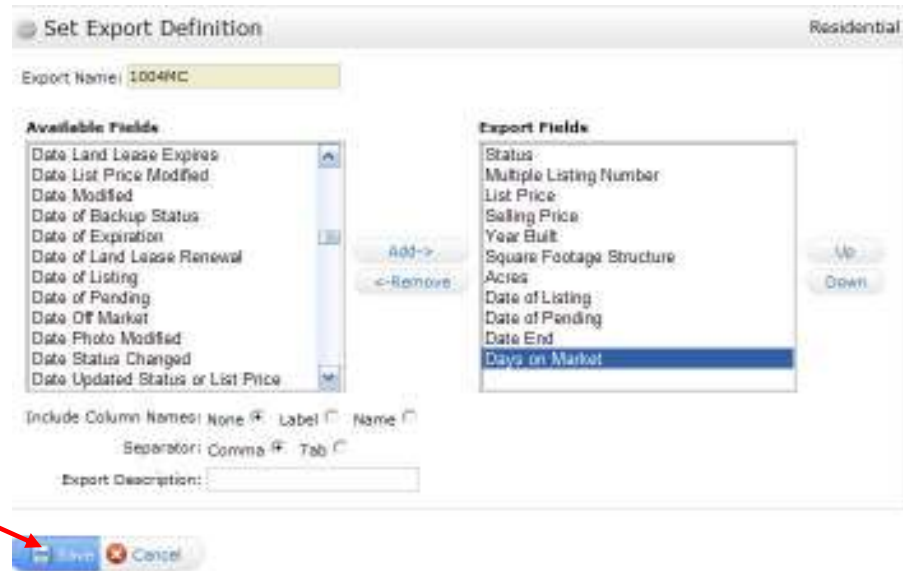 Set Export Definition
Residential
Export Name: 1004MC
Available Fields
Date Land Lease Expires
Date List Price Modified
Date Modified
Date of Backup Status
Date of Expiration
Date of Land Lease Renewal
Date of Listing
Date of Pending
Date Off Market
Date Photo Modified
Date Status Changed
Date Updated Status or List Price
Add->
<-Remove
Export Fields
Status
Multiple Listing Number
List Price
Selling Price
Year Built
Square Footage Structure
Acres
Date of Listing
Date of Pending
Date End
Days on Market
Up
Down
Include Column Names: None Label Name
Separator: Comma Tab
Export Description:
Save Cancel